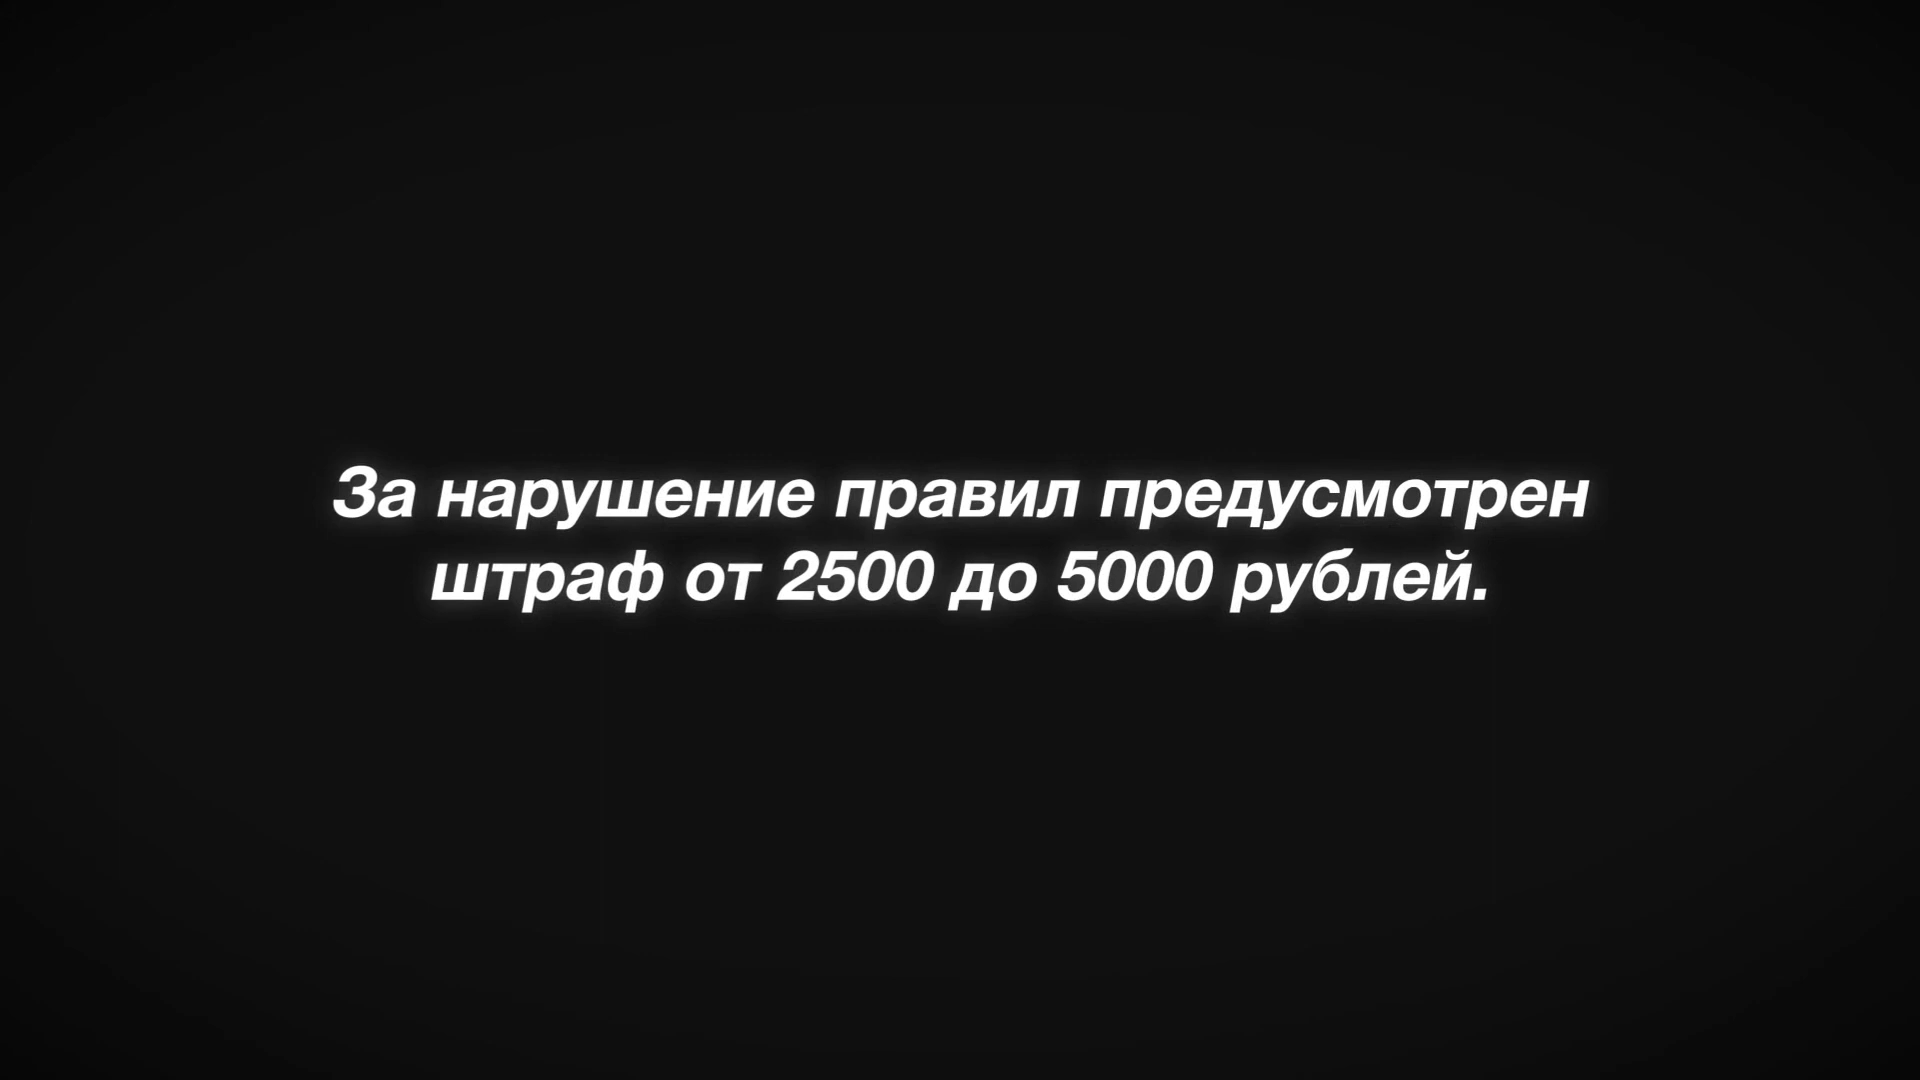 За нарушение правил предусмотрен
штраф от 2500 до 5000 рублей.